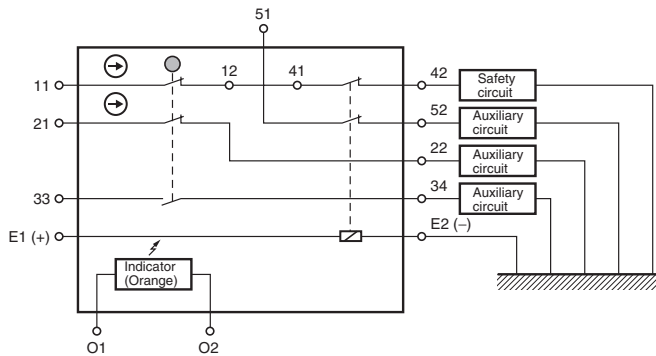 51
11
12
41
42
Safety
circuit
21
52
Auxiliary
circuit
22
Auxiliary
circuit
33
34
Auxiliary
circuit
E1 (+)
E2 (−)
Indicator
(Orange)
O1
O2